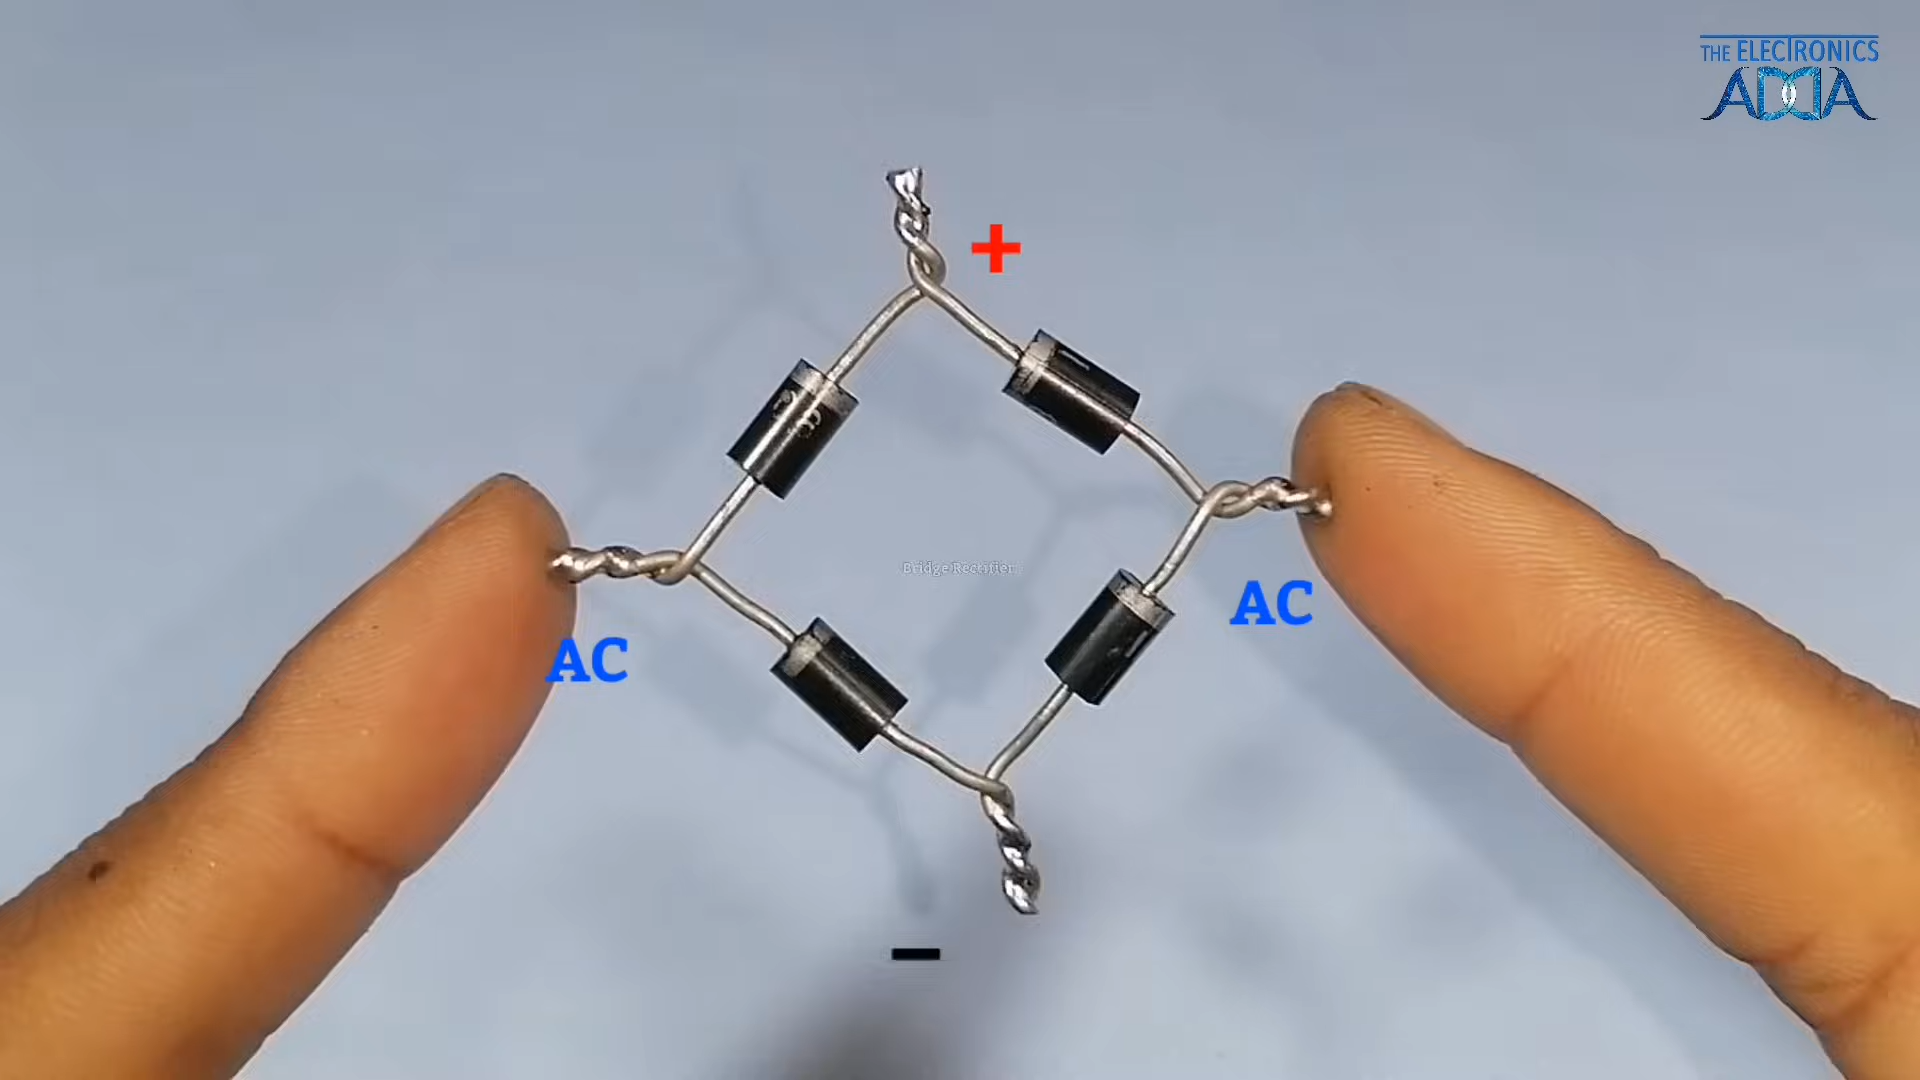 THE ELECTRONICS
ADDA
+
Bridge Rectifier
AC
AC
-